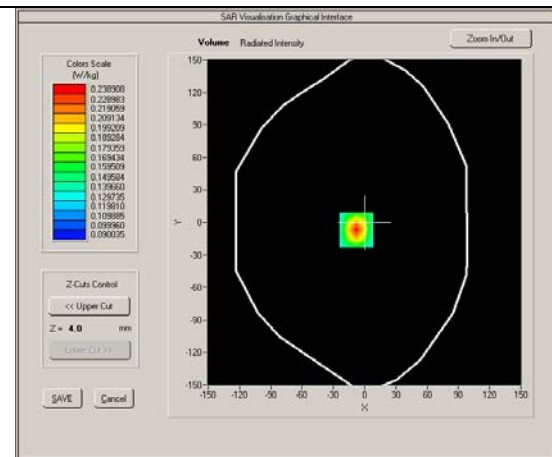 SAR Visualisation Graphical Interface
Volume Radiated Intensity
Zoom In/Out
Colors Scale
(W/kg)
0.238908
0.228983
0.219059
0.209134
0.199209
0.189284
0.179359
0.169434
0.159509
0.149584
0.139660
0.129735
0.119810
0.109885
0.099960
0.090035
Z-Cuts Control
<< Upper Cut
Z = 4.0 mm
Lower Cut >>
SAVE Cancel
Y
150
120
90
60
30
0
-30
-60
-90
-120
-150
-150 -120 -90 -60 -30 0 30 60 90 120 150
X